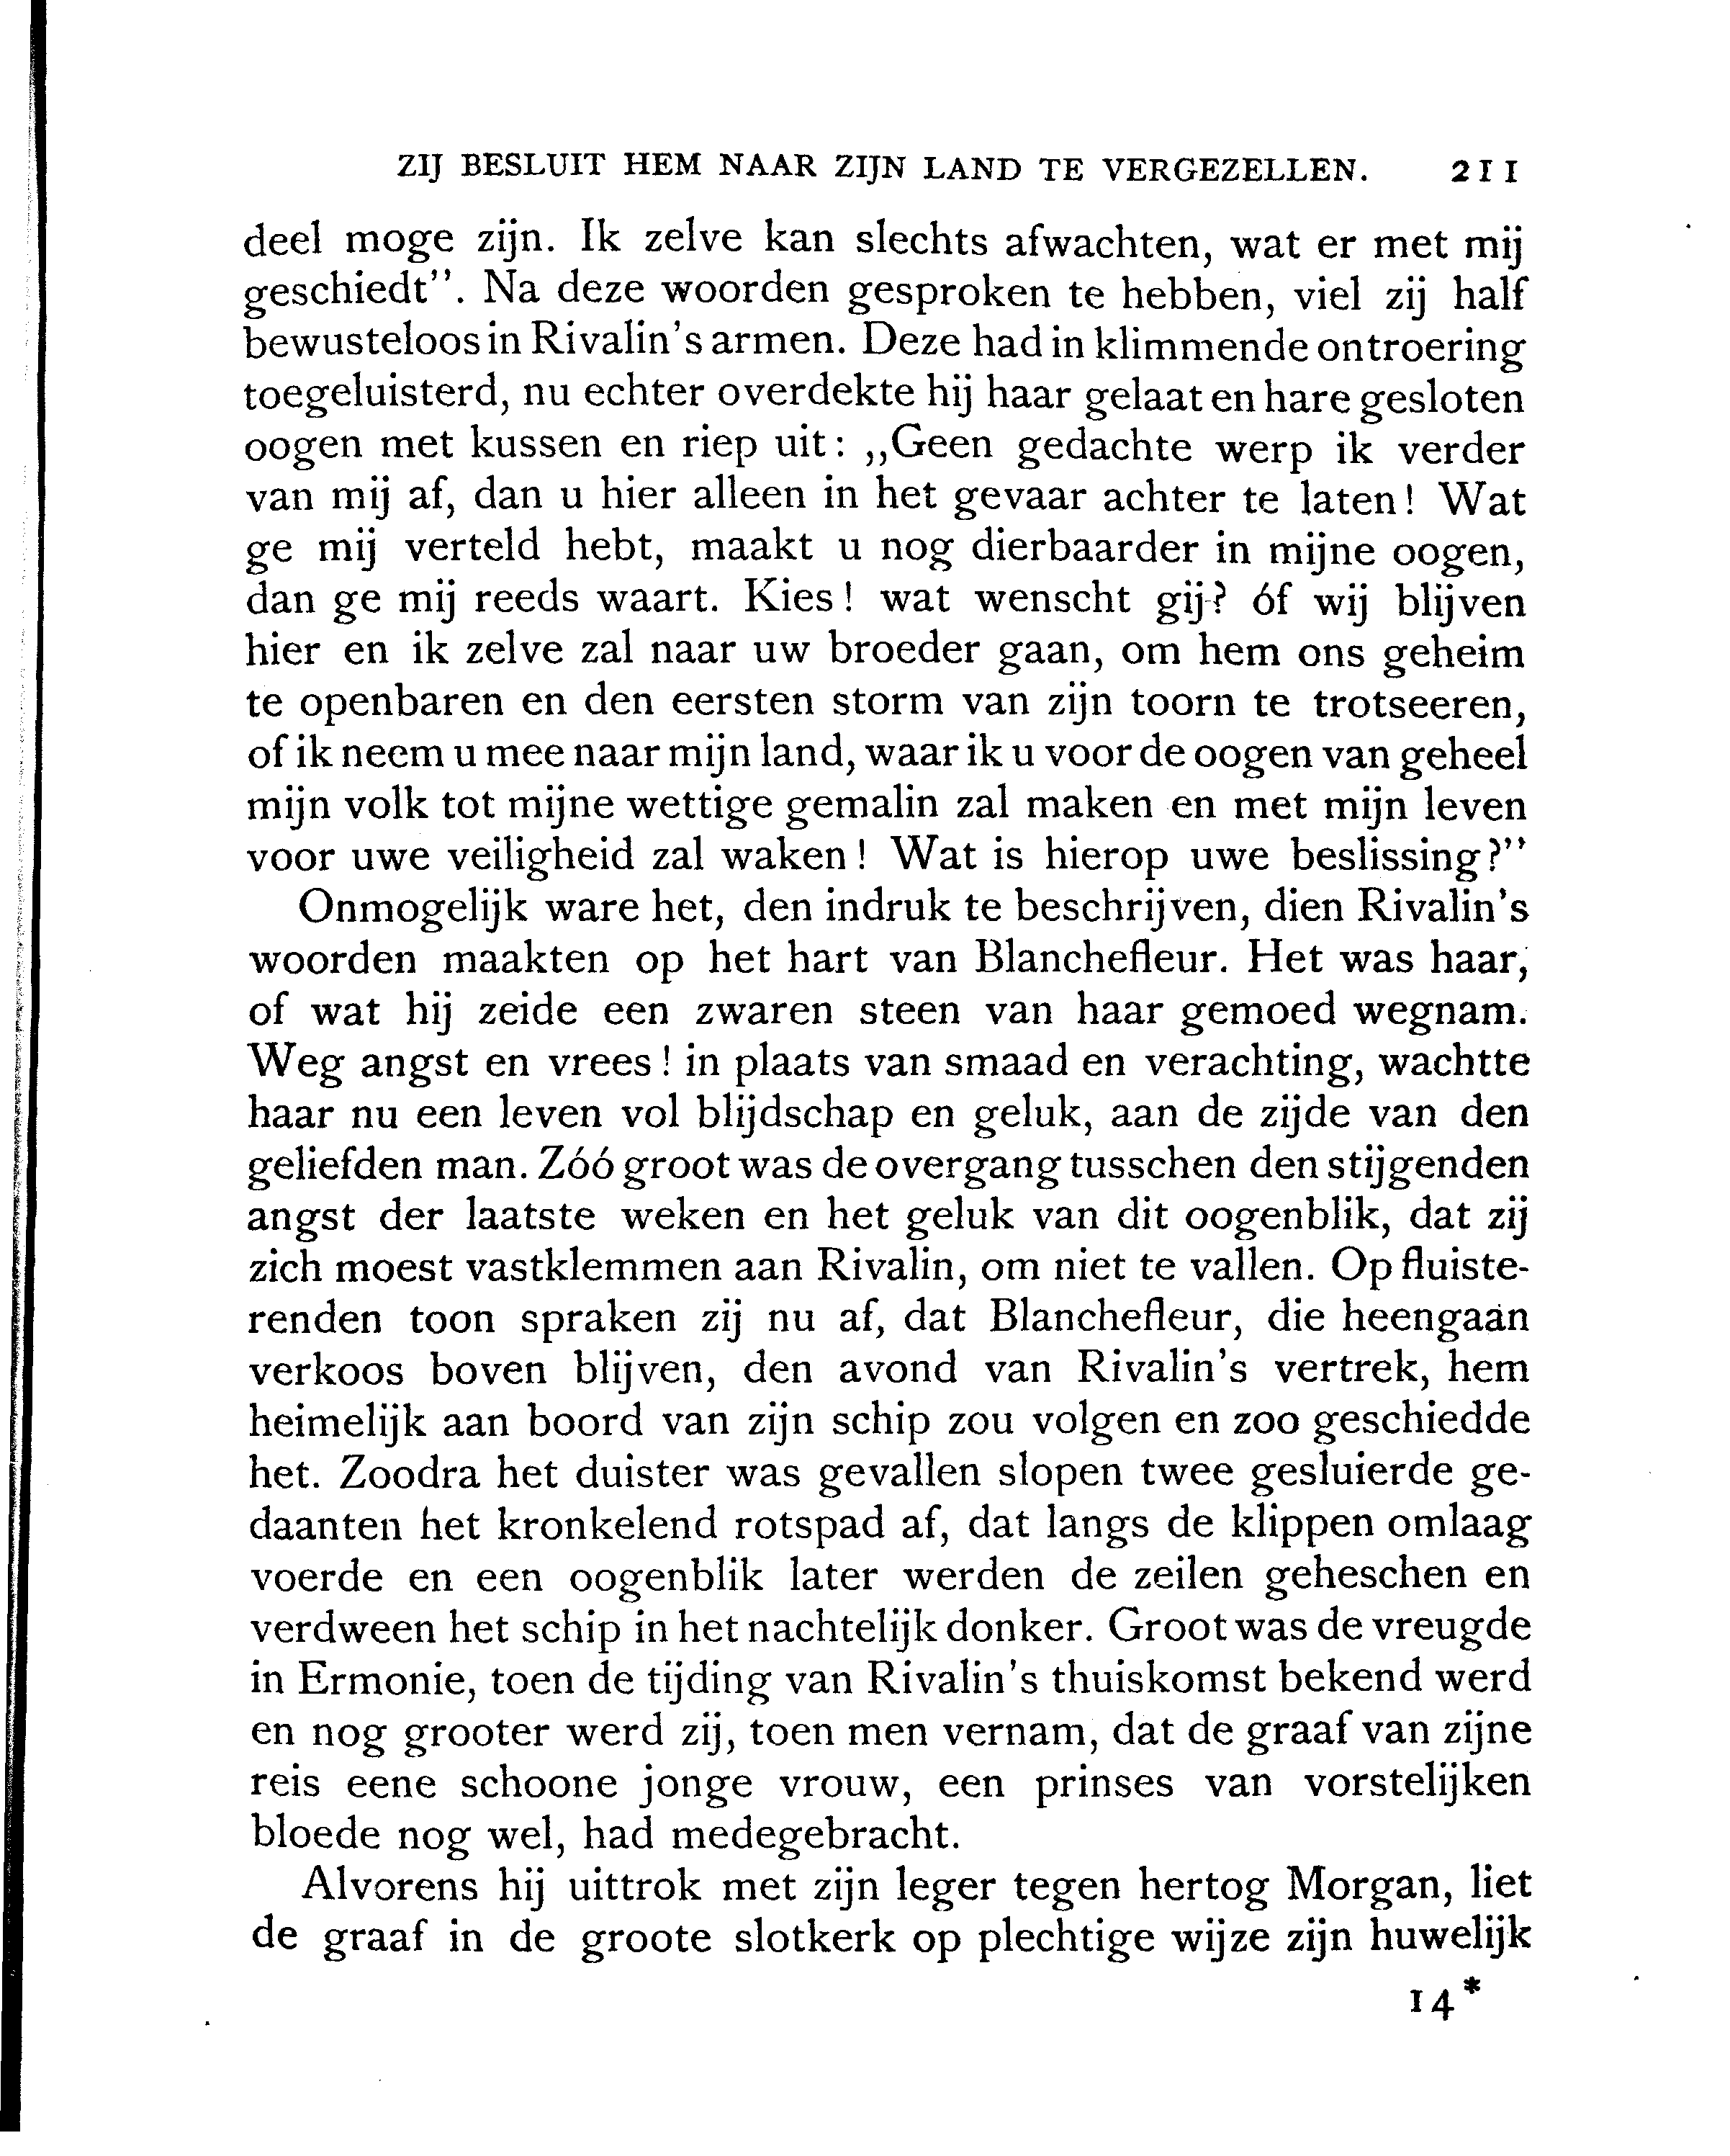 ZIJ BESLUIT HEM NAAR ZIJN LAND TE VERGEZELLEN. 211
deel moge zijn. Ik zelve kan slechts afwachten, wat er met mij
geschiedt’’. Na deze woorden gesproken te hebben, viel zij half
bewusteloos in Rivalin's armen. Deze had in klimmende ontroering
toegeluisterd, nu echter overdekte hij haar gelaat en hare gesloten
oogen met kussen en riep uit: ,,Geen gedachte werp ik verder
van mij af, dan u hier alleen in het gevaar achter te laten! Wat
ge mij verteld hebt, maakt u nog dierbaarder in mijne oogen,
dan ge mij reeds waart. Kies! wat wenscht gij? óf wij blijven
hier en ik zelve zal naar uw broeder gaan, om hem ons geheim
te openbaren en den eersten storm van zijn toorn te trotseeren,
of ik neem u mee naar mijn land, waar ik u voor de oogen van geheel
mijn volk tot mijne wettige gemalin zal maken en met mijn leven
voor uwe veiligheid zal waken! Wat is hierop uwe beslissing?’’
Onmogelijk ware het, den indruk te beschrijven, dien Rivalin's
woorden maakten op het hart van Blanchefleur. Het was haar,
of wat hij zeide een zwaren steen van haar gemoed wegnam.
Weg angst en vrees! in plaats van smaad en verachting, wachtte
haar nu een leven vol blijdschap en geluk, aan de zijde van den
geliefden man. Zóó groot was de overgang tusschen den stijgenden
angst der laatste weken en het geluk van dit oogenblik, dat zij
zich moest vastklemmen aan Rivalin, om niet te vallen. Op fluiste-
renden toon spraken zij nu af, dat Blanchefleur, die heengaan
verkoos boven blijven, den avond van Rivalin's vertrek, hem
heimelijk aan boord van zijn schip zou volgen en zoo geschiedde
het. Zoodra het duister was gevallen slopen twee gesluierde ge-
daanten het kronkelend rotspad af, dat langs de klippen omlaag
voerde en een oogenblik later werden de zeilen geheschen en
verdween het schip in het nachtelijk donker. Groot was de vreugde
in Ermonie, toen de tijding van Rivalin's thuiskomst bekend werd
en nog grooter werd zij, toen men vernam, dat de graaf van zijne
reis eene schoone jonge vrouw, een prinses van vorstelijken
bloede nog wel, had medegebracht.
Alvorens hij uittrok met zijn leger tegen hertog Morgan, liet
de graaf in de groote slotkerk op plechtige wijze zijn huwelijk
14*